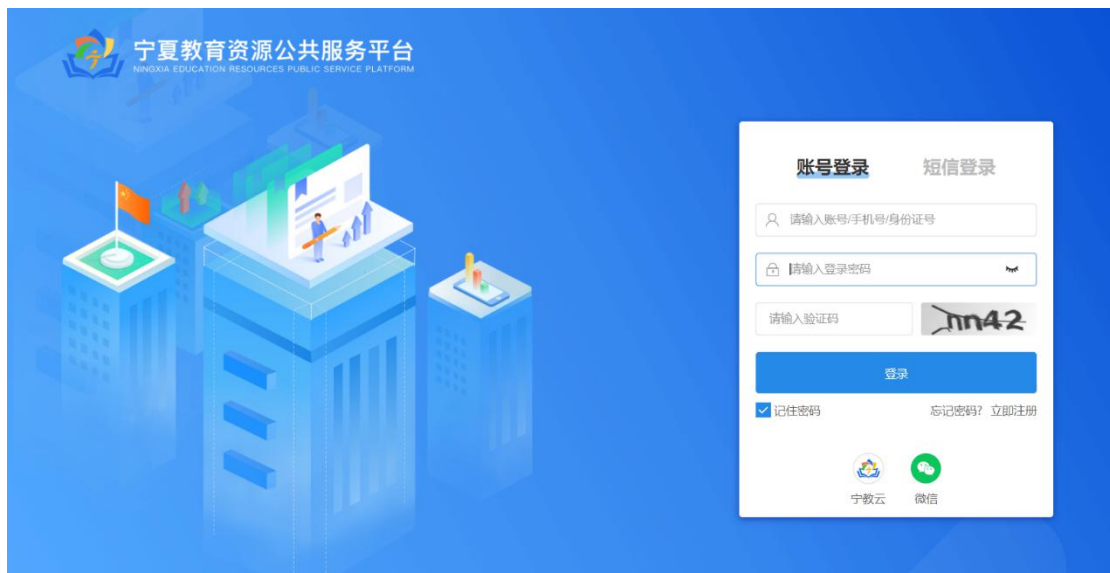 宁夏教育资源公共服务平台
NINGXIA EDUCATION RESOURCES PUBLIC SERVICE PLATFORM
账号登录 短信登录
请输入账号/手机号/身份证号
请输入登录密码
请输入验证码 nn42
登录
记住密码 忘记密码? 立即注册
宁教云 微信